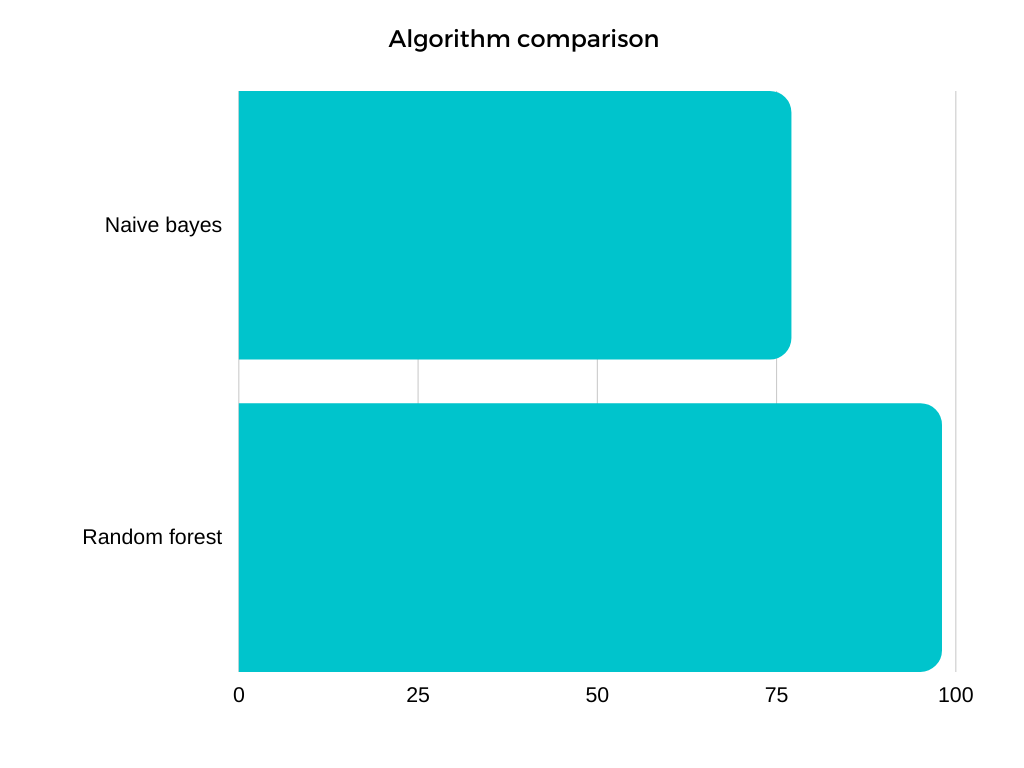 Algorithm comparison
Naive bayes
Random forest
0 25 50 75 100